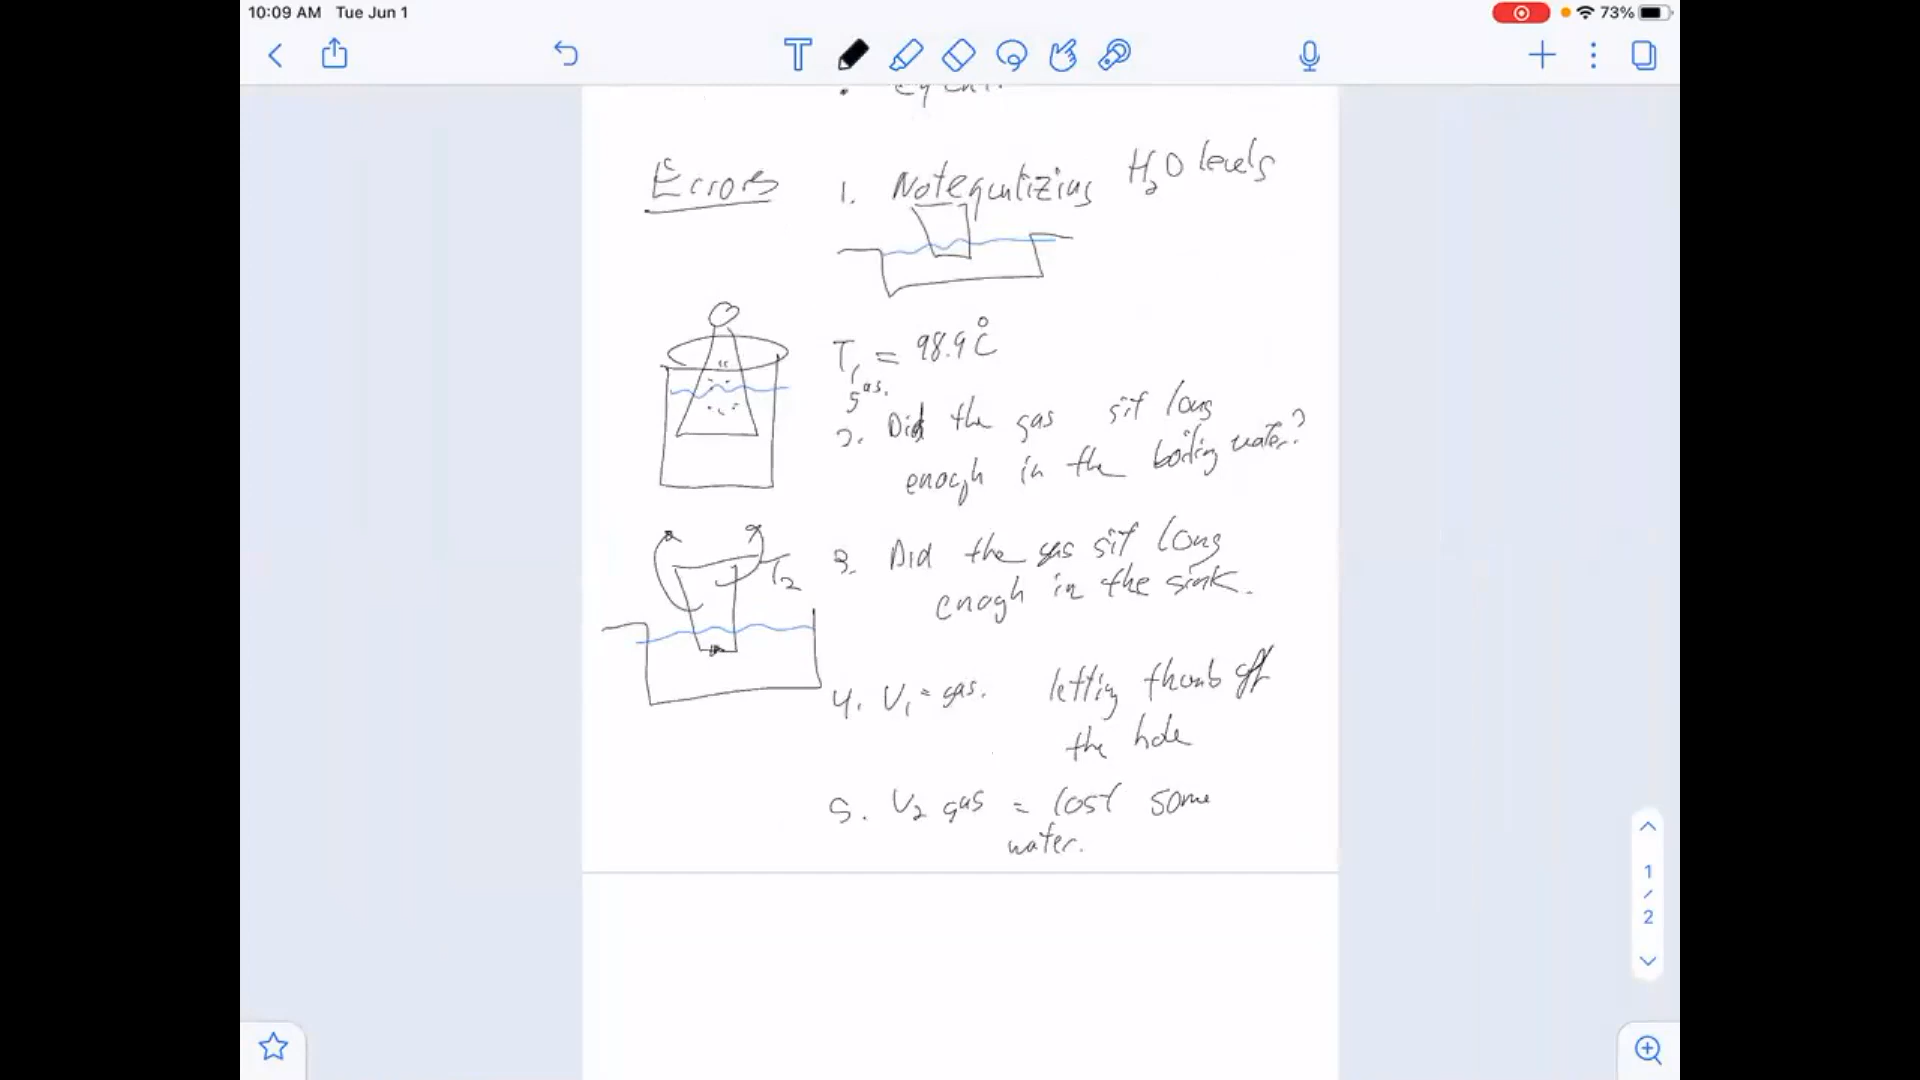 10:09 AM Tue Jun 1
73%
Errors
1. Not equalizing H₂O levels
T₁ = 98.9°C
gas.
2. Did the gas sit long
enough in the boiling water?
T₂
3. Did the gas sit long
enough in the sink.
4. V₁ = gas. letting thumb off
the hole
5. V₂ gas = lost some
water.
1
/
2